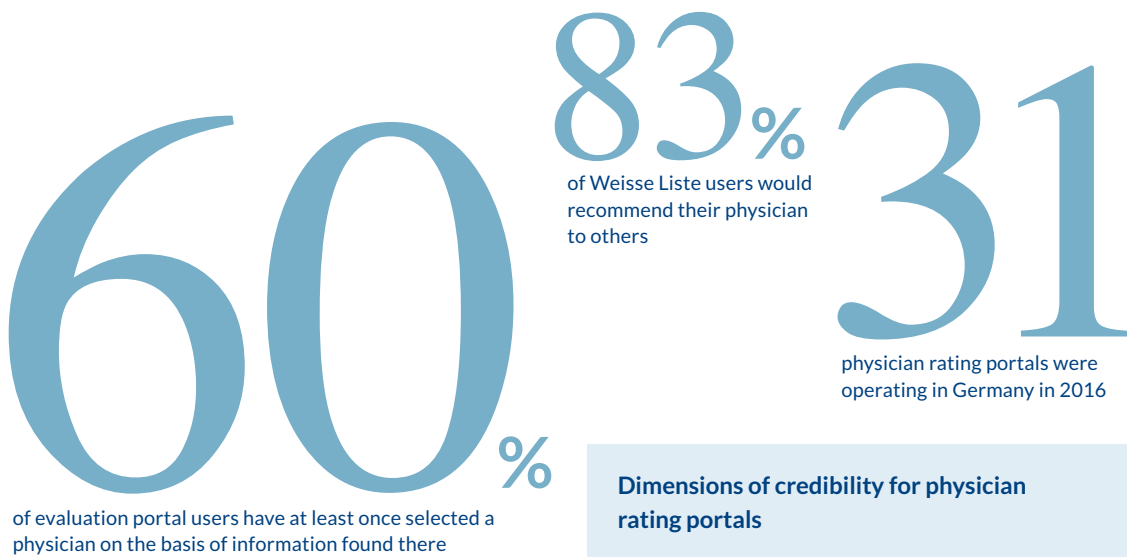 60%
of evaluation portal users have at least once selected a
physician on the basis of information found there
83%
of Weisse Liste users would
recommend their physician
to others
31
physician rating portals were
operating in Germany in 2016
Dimensions of credibility for physician
rating portals